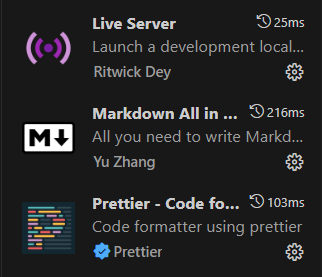 Live Server 25ms
Launch a development local...
Ritwick Dey
Markdown All in ... 216ms
All you need to write Markd...
Yu Zhang
Prettier - Code fo... 103ms
Code formatter using prettier
Prettier